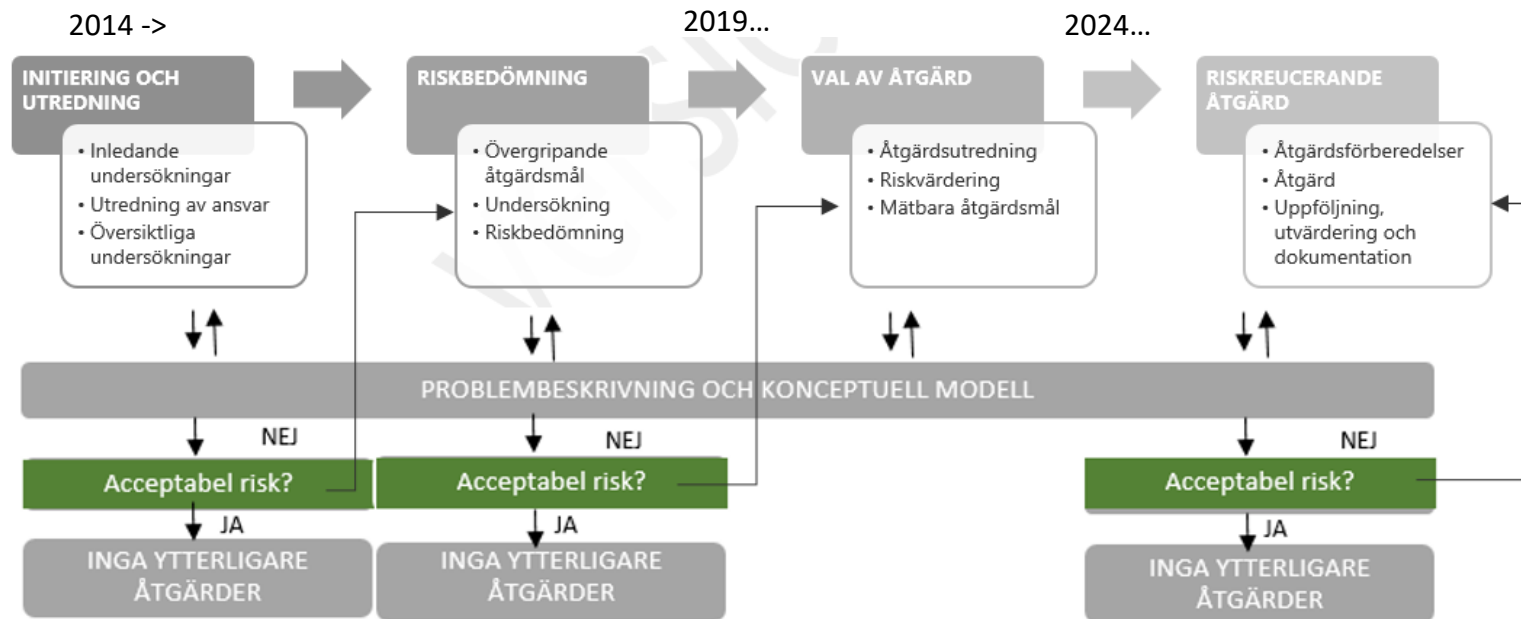 2014 ->
2019...
2024...
INITIERING OCH
UTREDNING
• Inledande
undersökningar
• Utredning av ansvar
• Översiktliga
undersökningar
RISKBEDÖMNING
• Övergripande
åtgärdsmål
• Undersökning
• Riskbedömning
VAL AV ÅTGÄRD
• Åtgärdsutredning
• Riskvärdering
• Mätbara åtgärdsmål
RISKREUCERANDE
ÅTGÄRD
• Åtgärdsförberedelser
• Åtgärd
• Uppföljning,
utvärdering och
dokumentation
PROBLEMBESKRIVNING OCH KONCEPTUELL MODELL
NEJ
Acceptabel risk?
JA
INGA YTTERLIGARE
ÅTGÄRDER
NEJ
Acceptabel risk?
JA
INGA YTTERLIGARE
ÅTGÄRDER
NEJ
Acceptabel risk?
JA
INGA YTTERLIGARE
ÅTGÄRDER